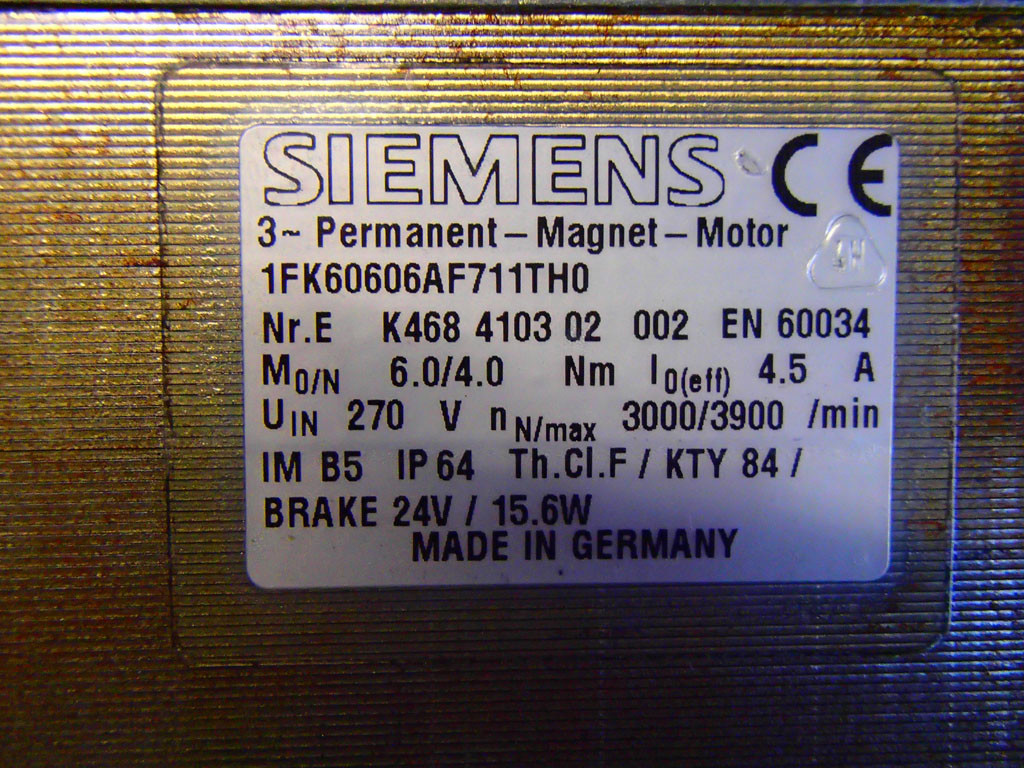 SIEMENS CE
3~ Permanent-Magnet-Motor
1FK60606AF711TH0
Nr.E K468 4103 02 002 EN 60034
M0/N 6.0/4.0 Nm I0(eff) 4.5 A
UIN 270 V nN/max 3000/3900 /min
IM B5 IP 64 Th.Cl.F / KTY 84 /
BRAKE 24V / 15.6W
MADE IN GERMANY